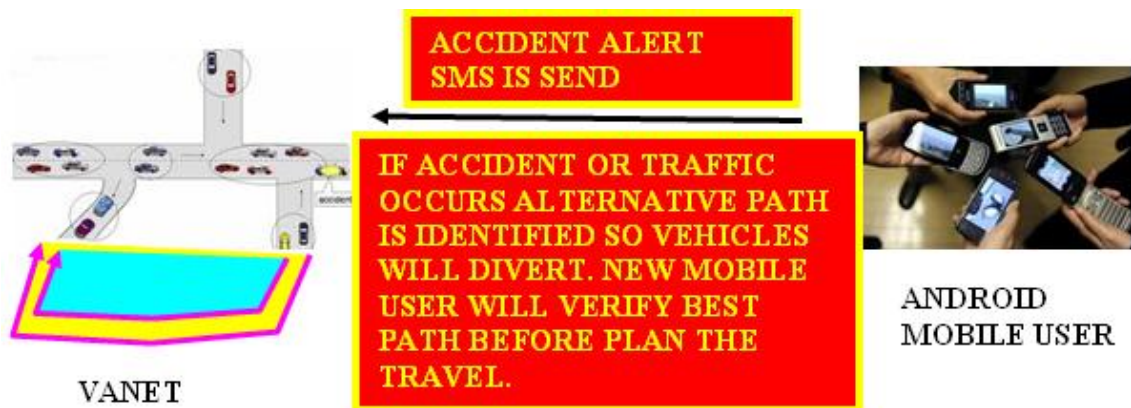 ACCIDENT ALERT
SMS IS SEND
IF ACCIDENT OR TRAFFIC
OCCURS ALTERNATIVE PATH
IS IDENTIFIED SO VEHICLES
WILL DIVERT. NEW MOBILE
USER WILL VERIFY BEST
PATH BEFORE PLAN THE
TRAVEL.
accident
VANET
ANDROID
MOBILE USER